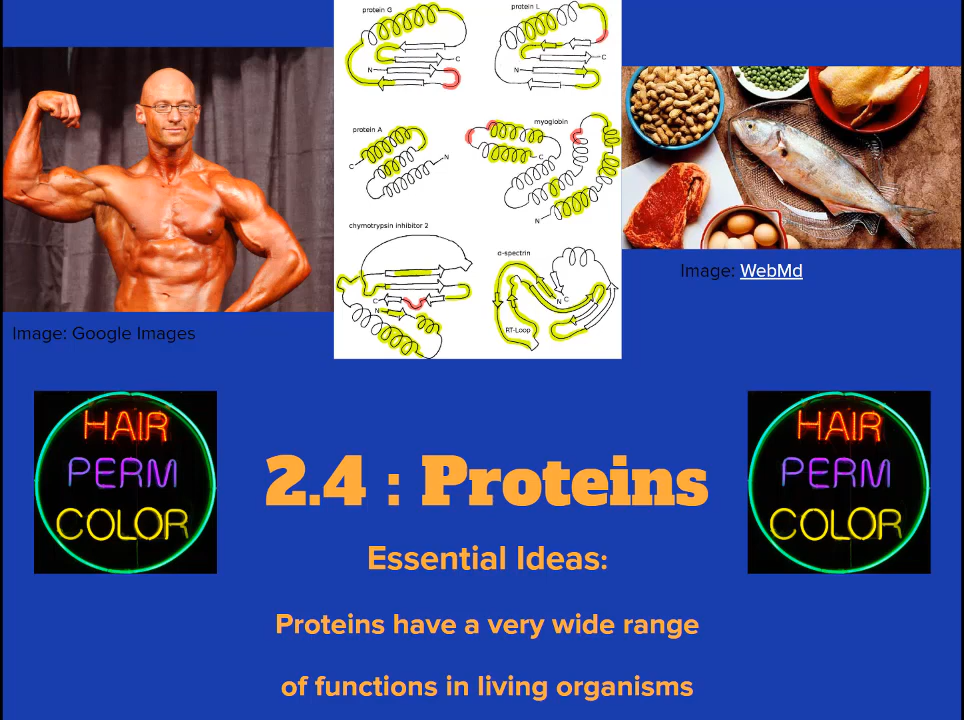 protein G
protein L
N
C
N
C
protein A
C
N
myoglobin
C
N
chymotrypsin inhibitor 2
C
N
α-spectrin
N
C
RT-Loop
Image: WebMd
Image: Google Images
HAIR
PERM
COLOR
HAIR
PERM
COLOR
2.4 : Proteins
Essential Ideas:
Proteins have a very wide range
of functions in living organisms